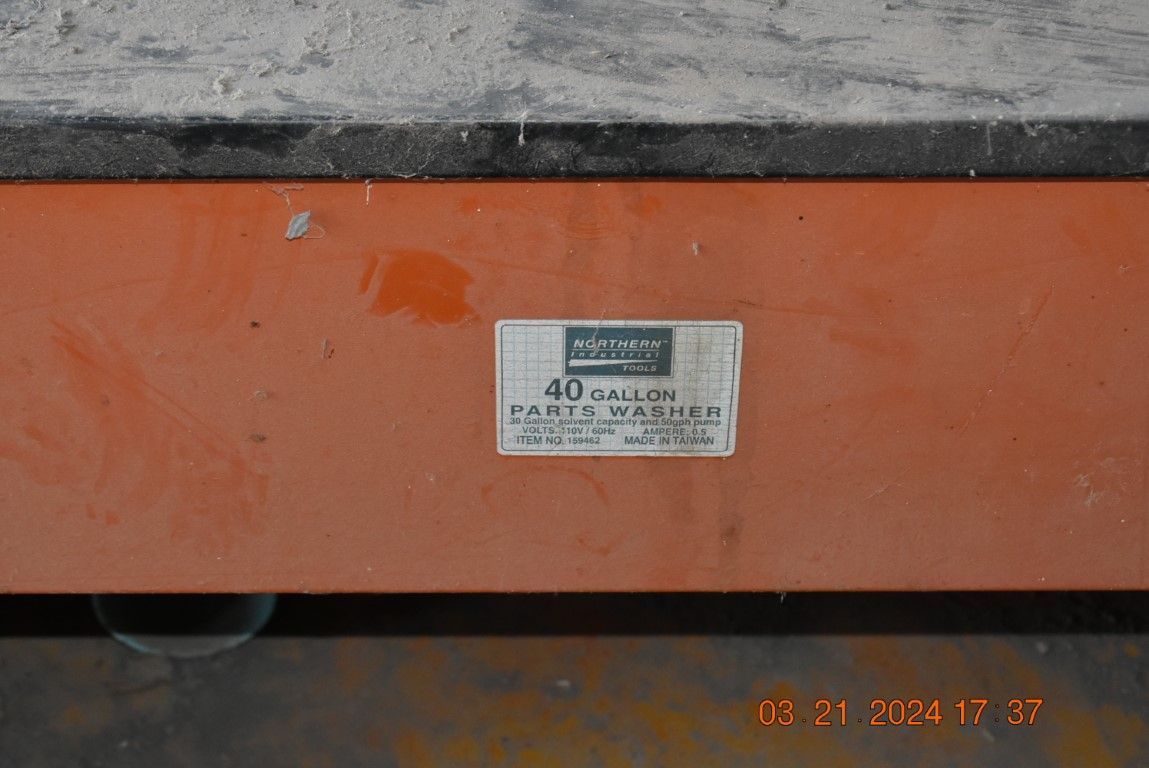 NORTHERN™
Industrial
TOOLS
40 GALLON
PARTS WASHER
30 Gallon solvent capacity and 50gph pump
VOLTS: 110V / 60Hz AMPERE: 0.5
ITEM NO. 159462 MADE IN TAIWAN
03.21.2024 17:37